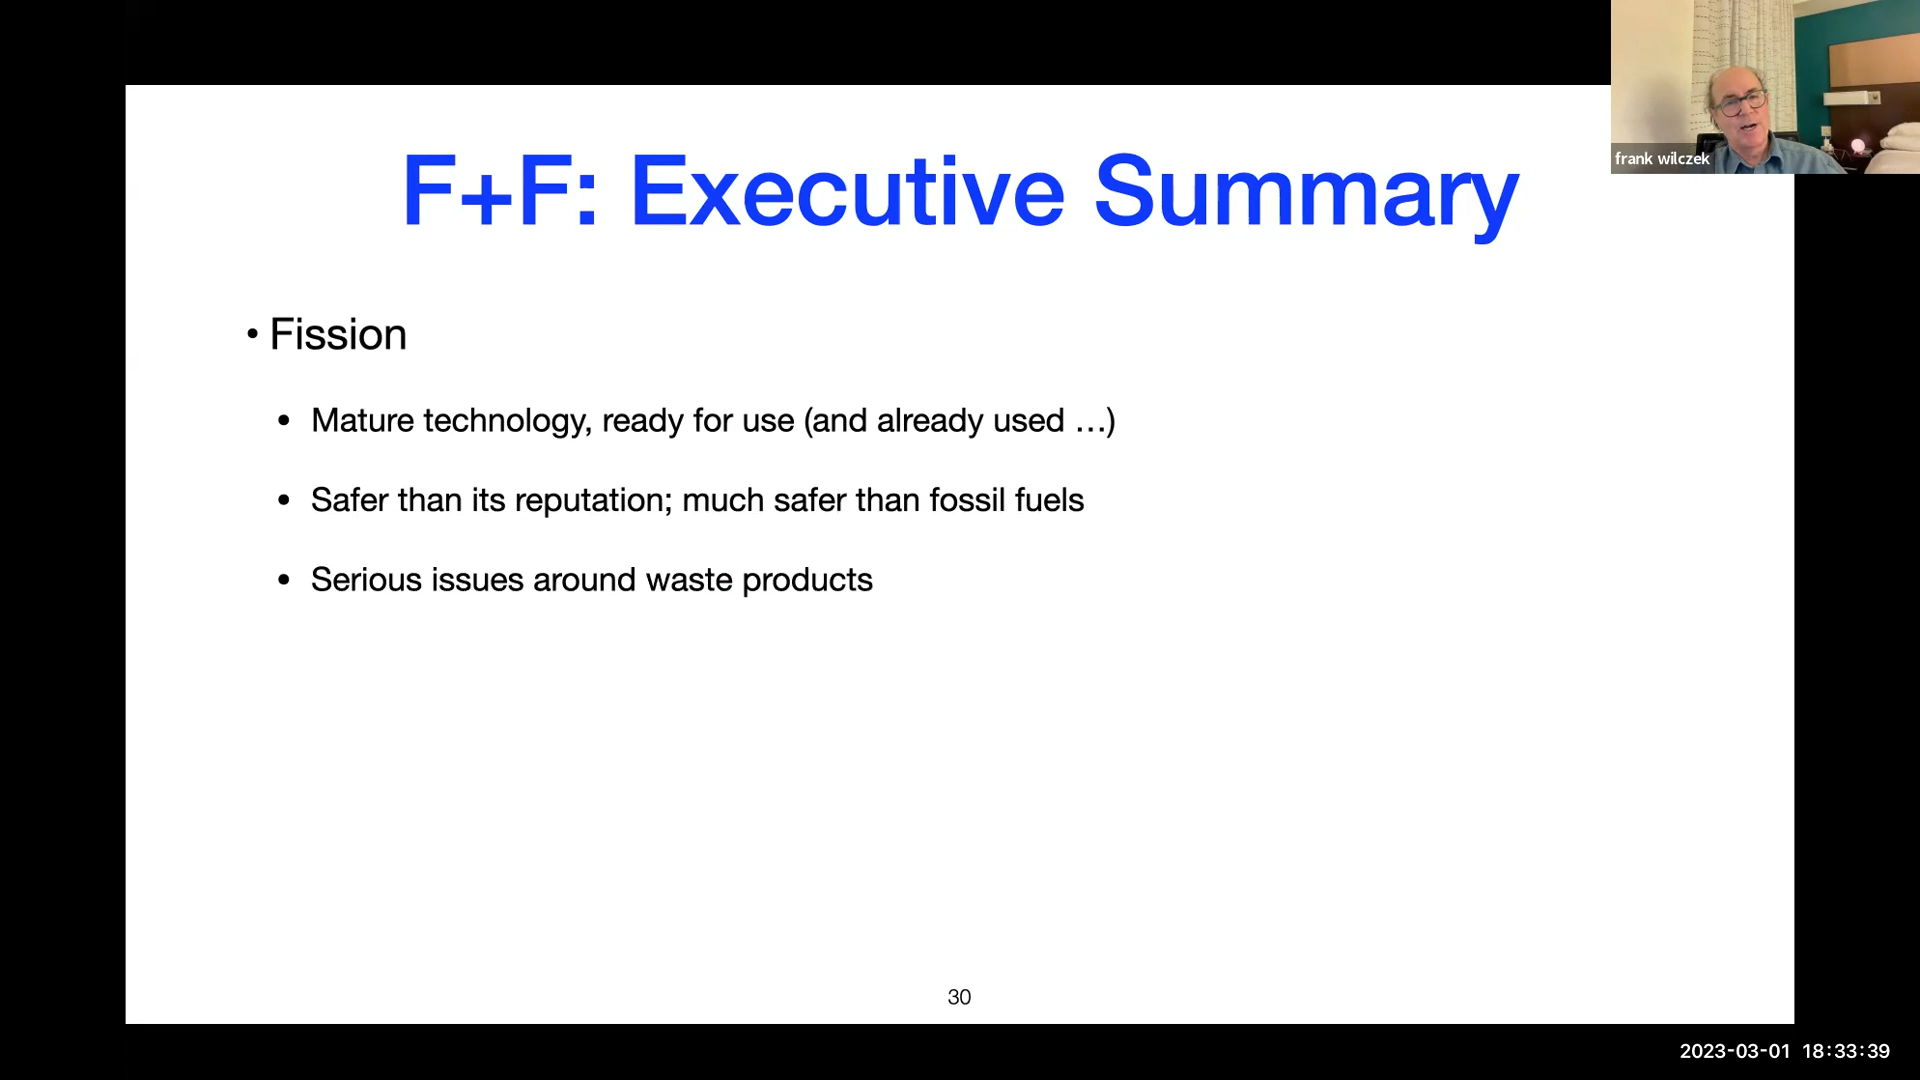 F+F: Executive Summary
frank wilczek
• Fission
• Mature technology, ready for use (and already used …)
• Safer than its reputation; much safer than fossil fuels
• Serious issues around waste products
30
2023-03-01 18:33:39